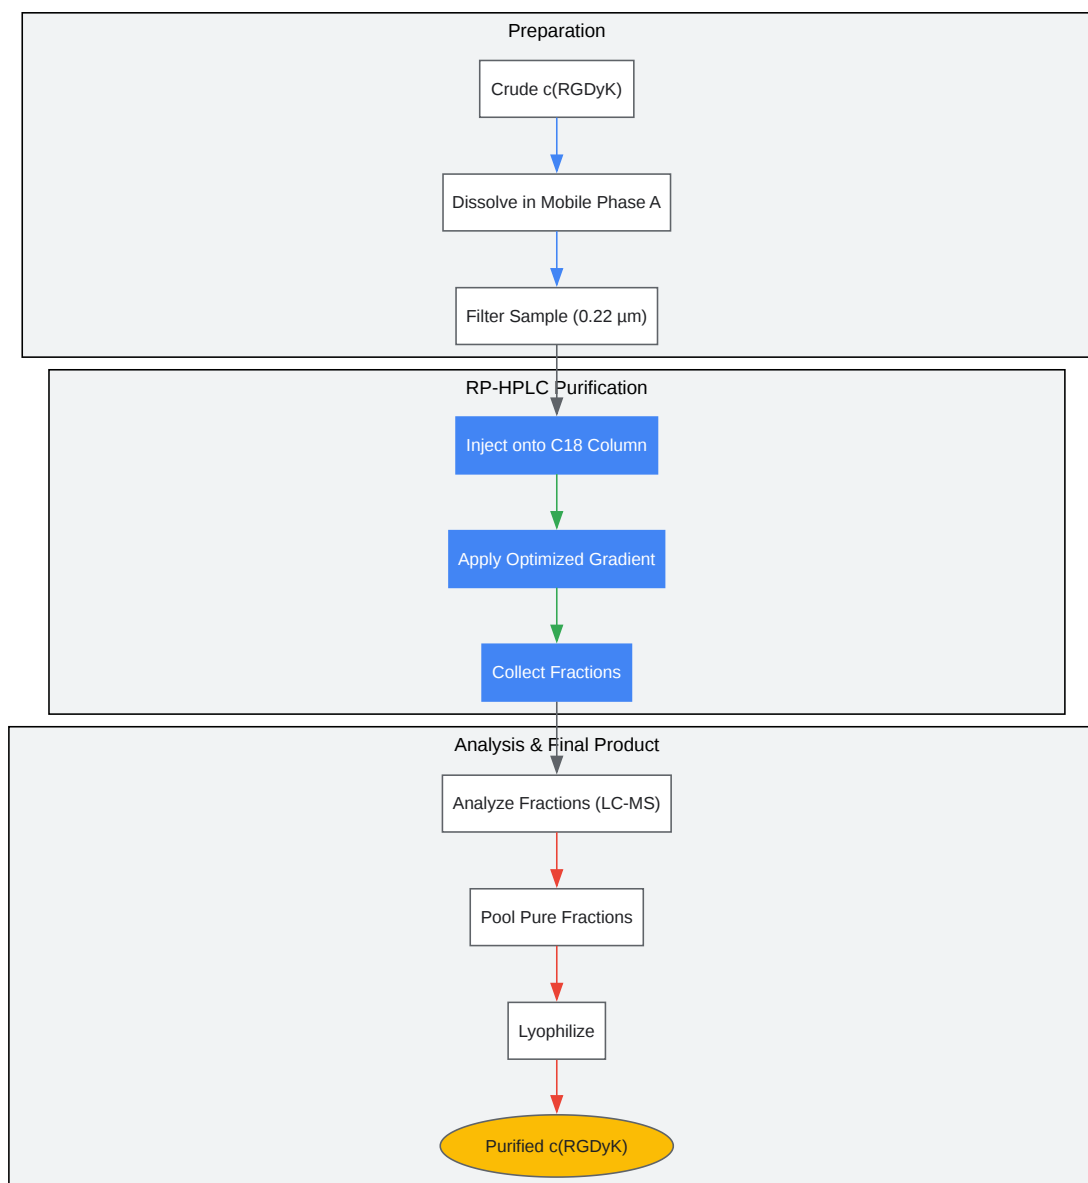 Preparation
Crude c(RGDyK)
Dissolve in Mobile Phase A
Filter Sample (0.22 µm)
RP-HPLC Purification
Inject onto C18 Column
Apply Optimized Gradient
Collect Fractions
Analysis & Final Product
Analyze Fractions (LC-MS)
Pool Pure Fractions
Lyophilize
Purified c(RGDyK)